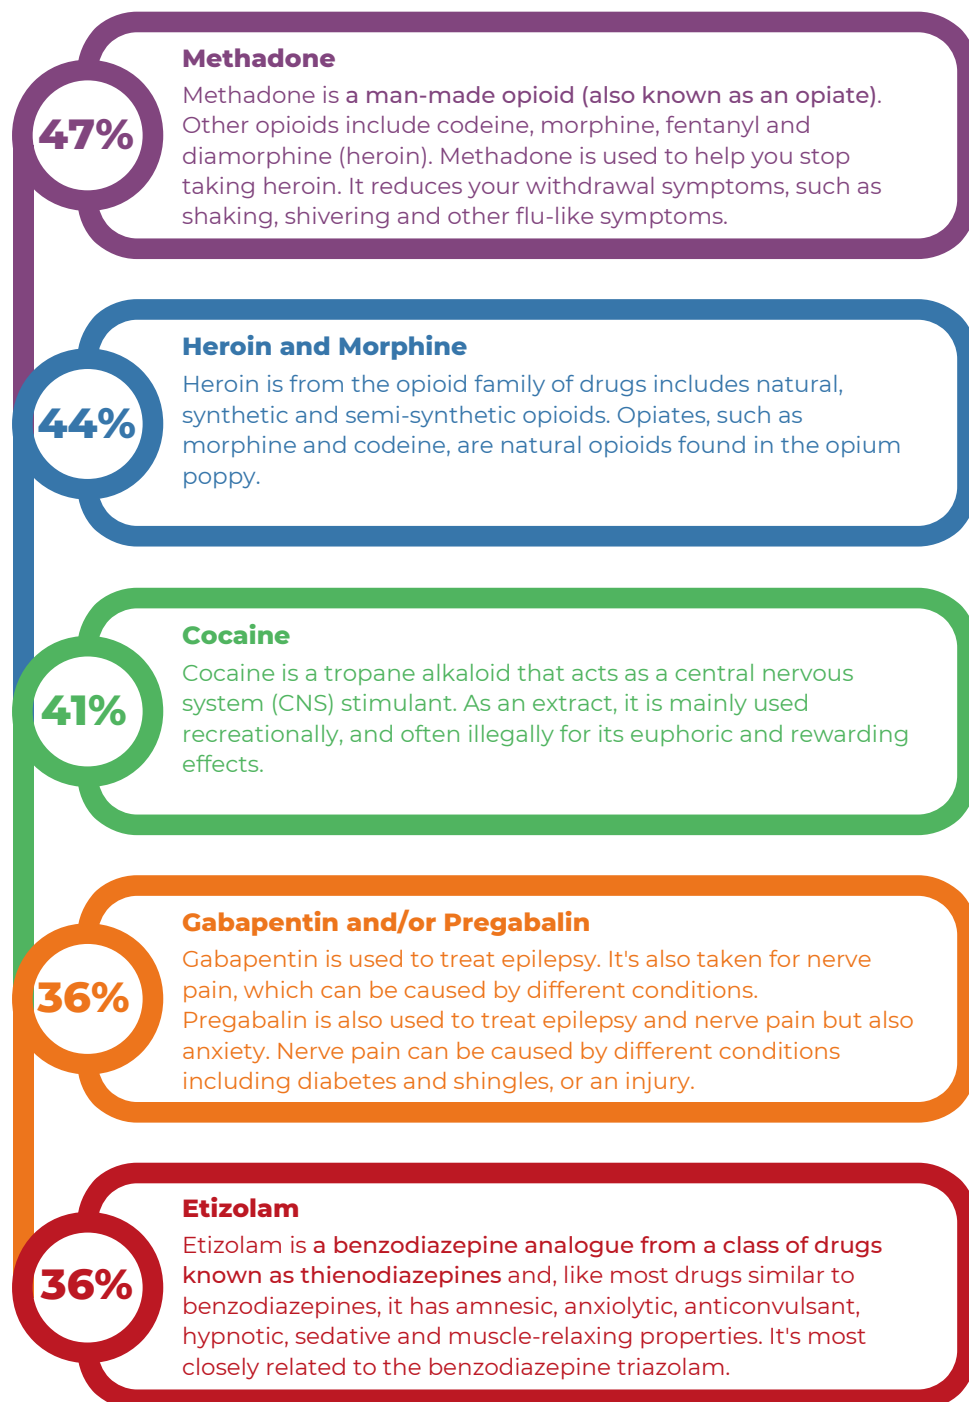 Methadone
47%
Methadone is a man-made opioid (also known as an opiate).
Other opioids include codeine, morphine, fentanyl and
diamorphine (heroin). Methadone is used to help you stop
taking heroin. It reduces your withdrawal symptoms, such as
shaking, shivering and other flu-like symptoms.
Heroin and Morphine
44%
Heroin is from the opioid family of drugs includes natural,
synthetic and semi-synthetic opioids. Opiates, such as
morphine and codeine, are natural opioids found in the opium
poppy.
Cocaine
41%
Cocaine is a tropane alkaloid that acts as a central nervous
system (CNS) stimulant. As an extract, it is mainly used
recreationally, and often illegally for its euphoric and rewarding
effects.
Gabapentin and/or Pregabalin
36%
Gabapentin is used to treat epilepsy. It's also taken for nerve
pain, which can be caused by different conditions.
Pregabalin is also used to treat epilepsy and nerve pain but also
anxiety. Nerve pain can be caused by different conditions
including diabetes and shingles, or an injury.
Etizolam
36%
Etizolam is a benzodiazepine analogue from a class of drugs
known as thienodiazepines and, like most drugs similar to
benzodiazepines, it has amnesic, anxiolytic, anticonvulsant,
hypnotic, sedative and muscle-relaxing properties. It's most
closely related to the benzodiazepine triazolam.